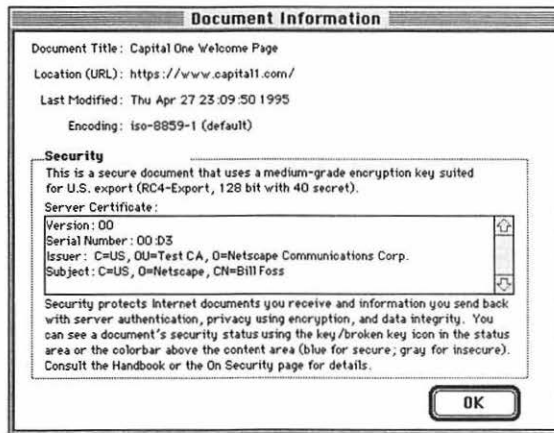 Document Information
Document Title: Capital One Welcome Page
Location (URL): https://www.capital1.com/
Last Modified: Thu Apr 27 23:09:50 1995
Encoding: iso-8859-1 (default)
Security
This is a secure document that uses a medium-grade encryption key suited
for U.S. export (RC4-Export, 128 bit with 40 secret).
Server Certificate:
Version: 00
Serial Number: 00:D3
Issuer: C=US, OU=Test CA, O=Netscape Communications Corp.
Subject: C=US, O=Netscape, CN=Bill Foss
Security protects Internet documents you receive and information you send back
with server authentication, privacy using encryption, and data integrity. You
can see a document's security status using the key/broken key icon in the status
area or the colorbar above the content area (blue for secure; gray for insecure).
Consult the Handbook or the On Security page for details.
OK